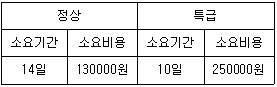 정상 특급
소요기간 소요비용 소요기간 소요비용
14일 130000원 10일 250000원